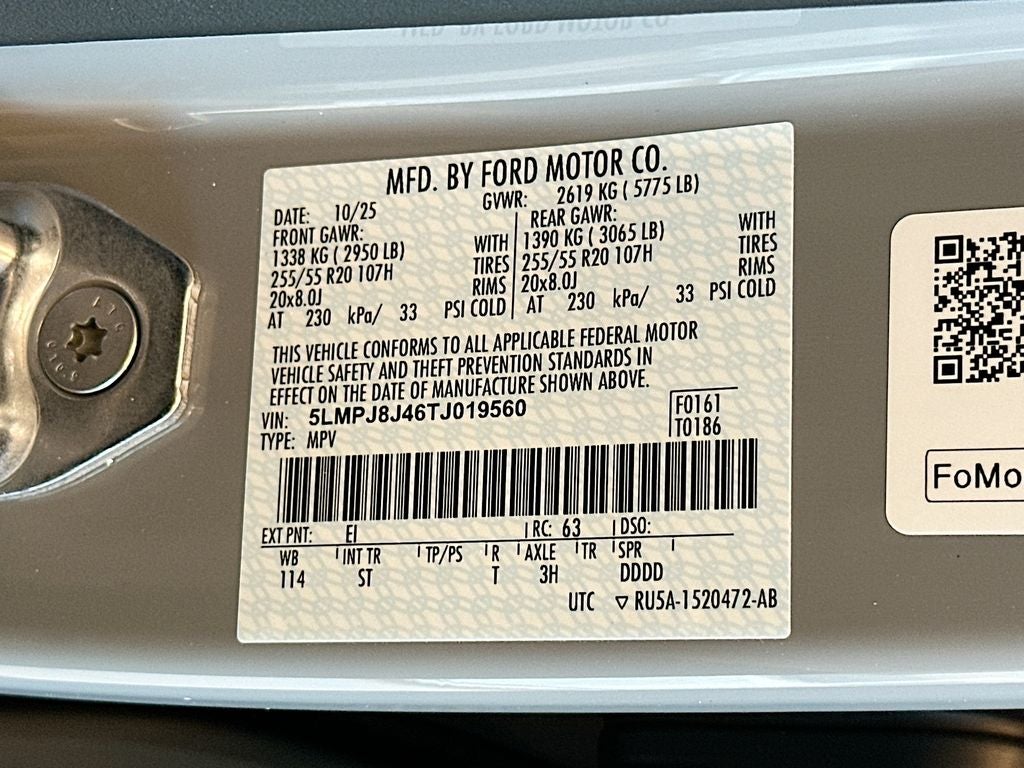 MFD. BY FORD MOTOR CO.
DATE: 10/25 GVWR: 2619 KG ( 5775 LB)
FRONT GAWR: REAR GAWR:
1338 KG ( 2950 LB) WITH 1390 KG ( 3065 LB) WITH
255/55 R20 107H TIRES 255/55 R20 107H TIRES
20x8.0J RIMS 20x8.0J RIMS
AT 230 kPa/ 33 PSI COLD AT 230 kPa/ 33 PSI COLD
THIS VEHICLE CONFORMS TO ALL APPLICABLE FEDERAL MOTOR
VEHICLE SAFETY AND THEFT PREVENTION STANDARDS IN
EFFECT ON THE DATE OF MANUFACTURE SHOWN ABOVE.
VIN: 5LMPJ8J46TJ019560 F0161
TYPE: MPV T0186
EXT PNT: EI RC: 63 DSO:
WB INT TR TP/PS R AXLE TR SPR
114 ST T 3H DDDD
UTC ▽ RU5A-1520472-AB
FoMo